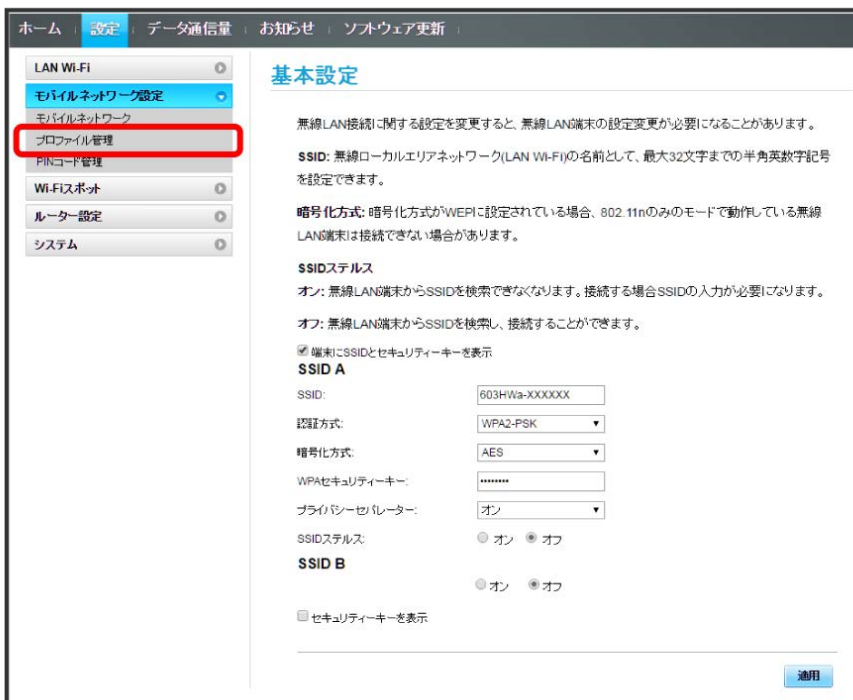 ホーム 設定 データ通信量 お知らせ ソフトウェア更新
LAN Wi-Fi
モバイルネットワーク設定
モバイルネットワーク
プロファイル管理
PINコード管理
Wi-Fiスポット
ルーター設定
システム
基本設定
無線LAN接続に関する設定を変更すると、無線LAN端末の設定変更が必要になることがあります。
SSID: 無線ローカルエリアネットワーク(LAN Wi-Fi)の名前として、最大32文字までの半角英数字記号
を設定できます。
暗号化方式: 暗号化方式がWEPに設定されている場合、802.11nのみのモードで動作している無線
LAN端末は接続できない場合があります。
SSIDステルス
オン: 無線LAN端末からSSIDを検索できなくなります。接続する場合SSIDの入力が必要になります。
オフ: 無線LAN端末からSSIDを検索し、接続することができます。
端末にSSIDとセキュリティーキーを表示
SSID A
SSID: 603HWa-XXXXXX
認証方式: WPA2-PSK
暗号化方式: AES
WPAセキュリティーキー: ••••••••
プライバシーセパレーター: オン
SSIDステルス: オン オフ
SSID B
オン オフ
セキュリティーキーを表示
適用